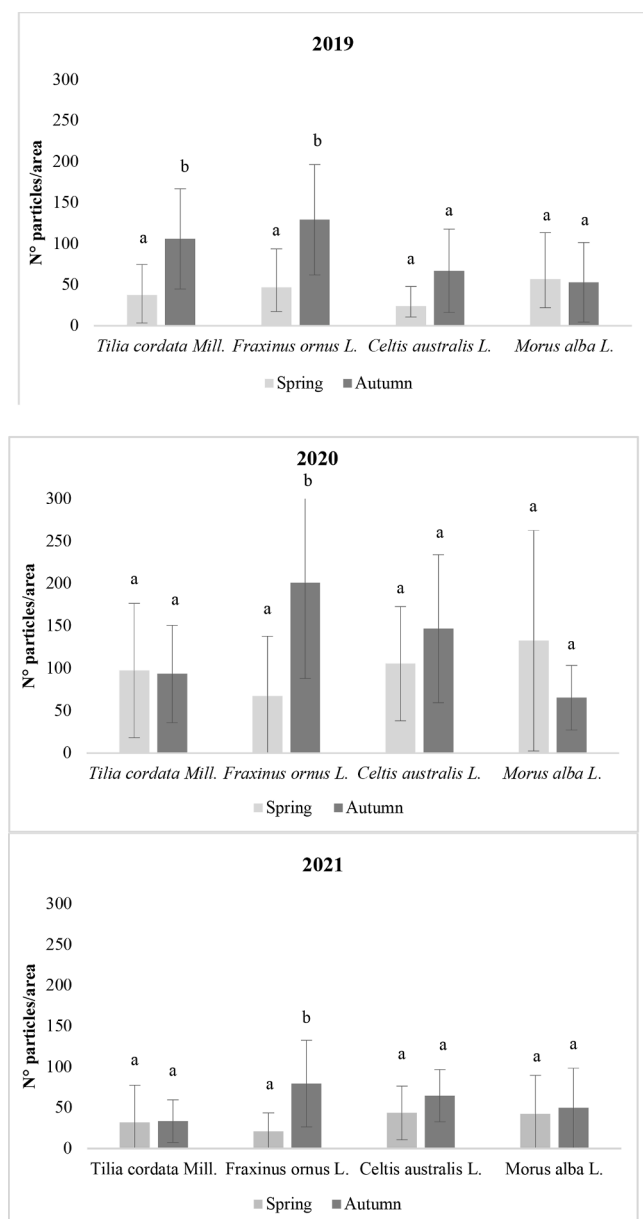 2019
300
250
200
150
100
50
0
N° particles/area
a
b
a
b
a
a
a
a
Tilia cordata Mill. Fraxinus ornus L. Celtis australis L. Morus alba L.
Spring Autumn
2020
300
250
200
150
100
50
0
N° particles/area
a
a
a
b
a
a
a
a
Tilia cordata Mill. Fraxinus ornus L. Celtis australis L. Morus alba L.
Spring Autumn
2021
300
250
200
150
100
50
0
N° particles/area
a
a
a
b
a
a
a
a
Tilia cordata Mill. Fraxinus ornus L. Celtis australis L. Morus alba L.
Spring Autumn